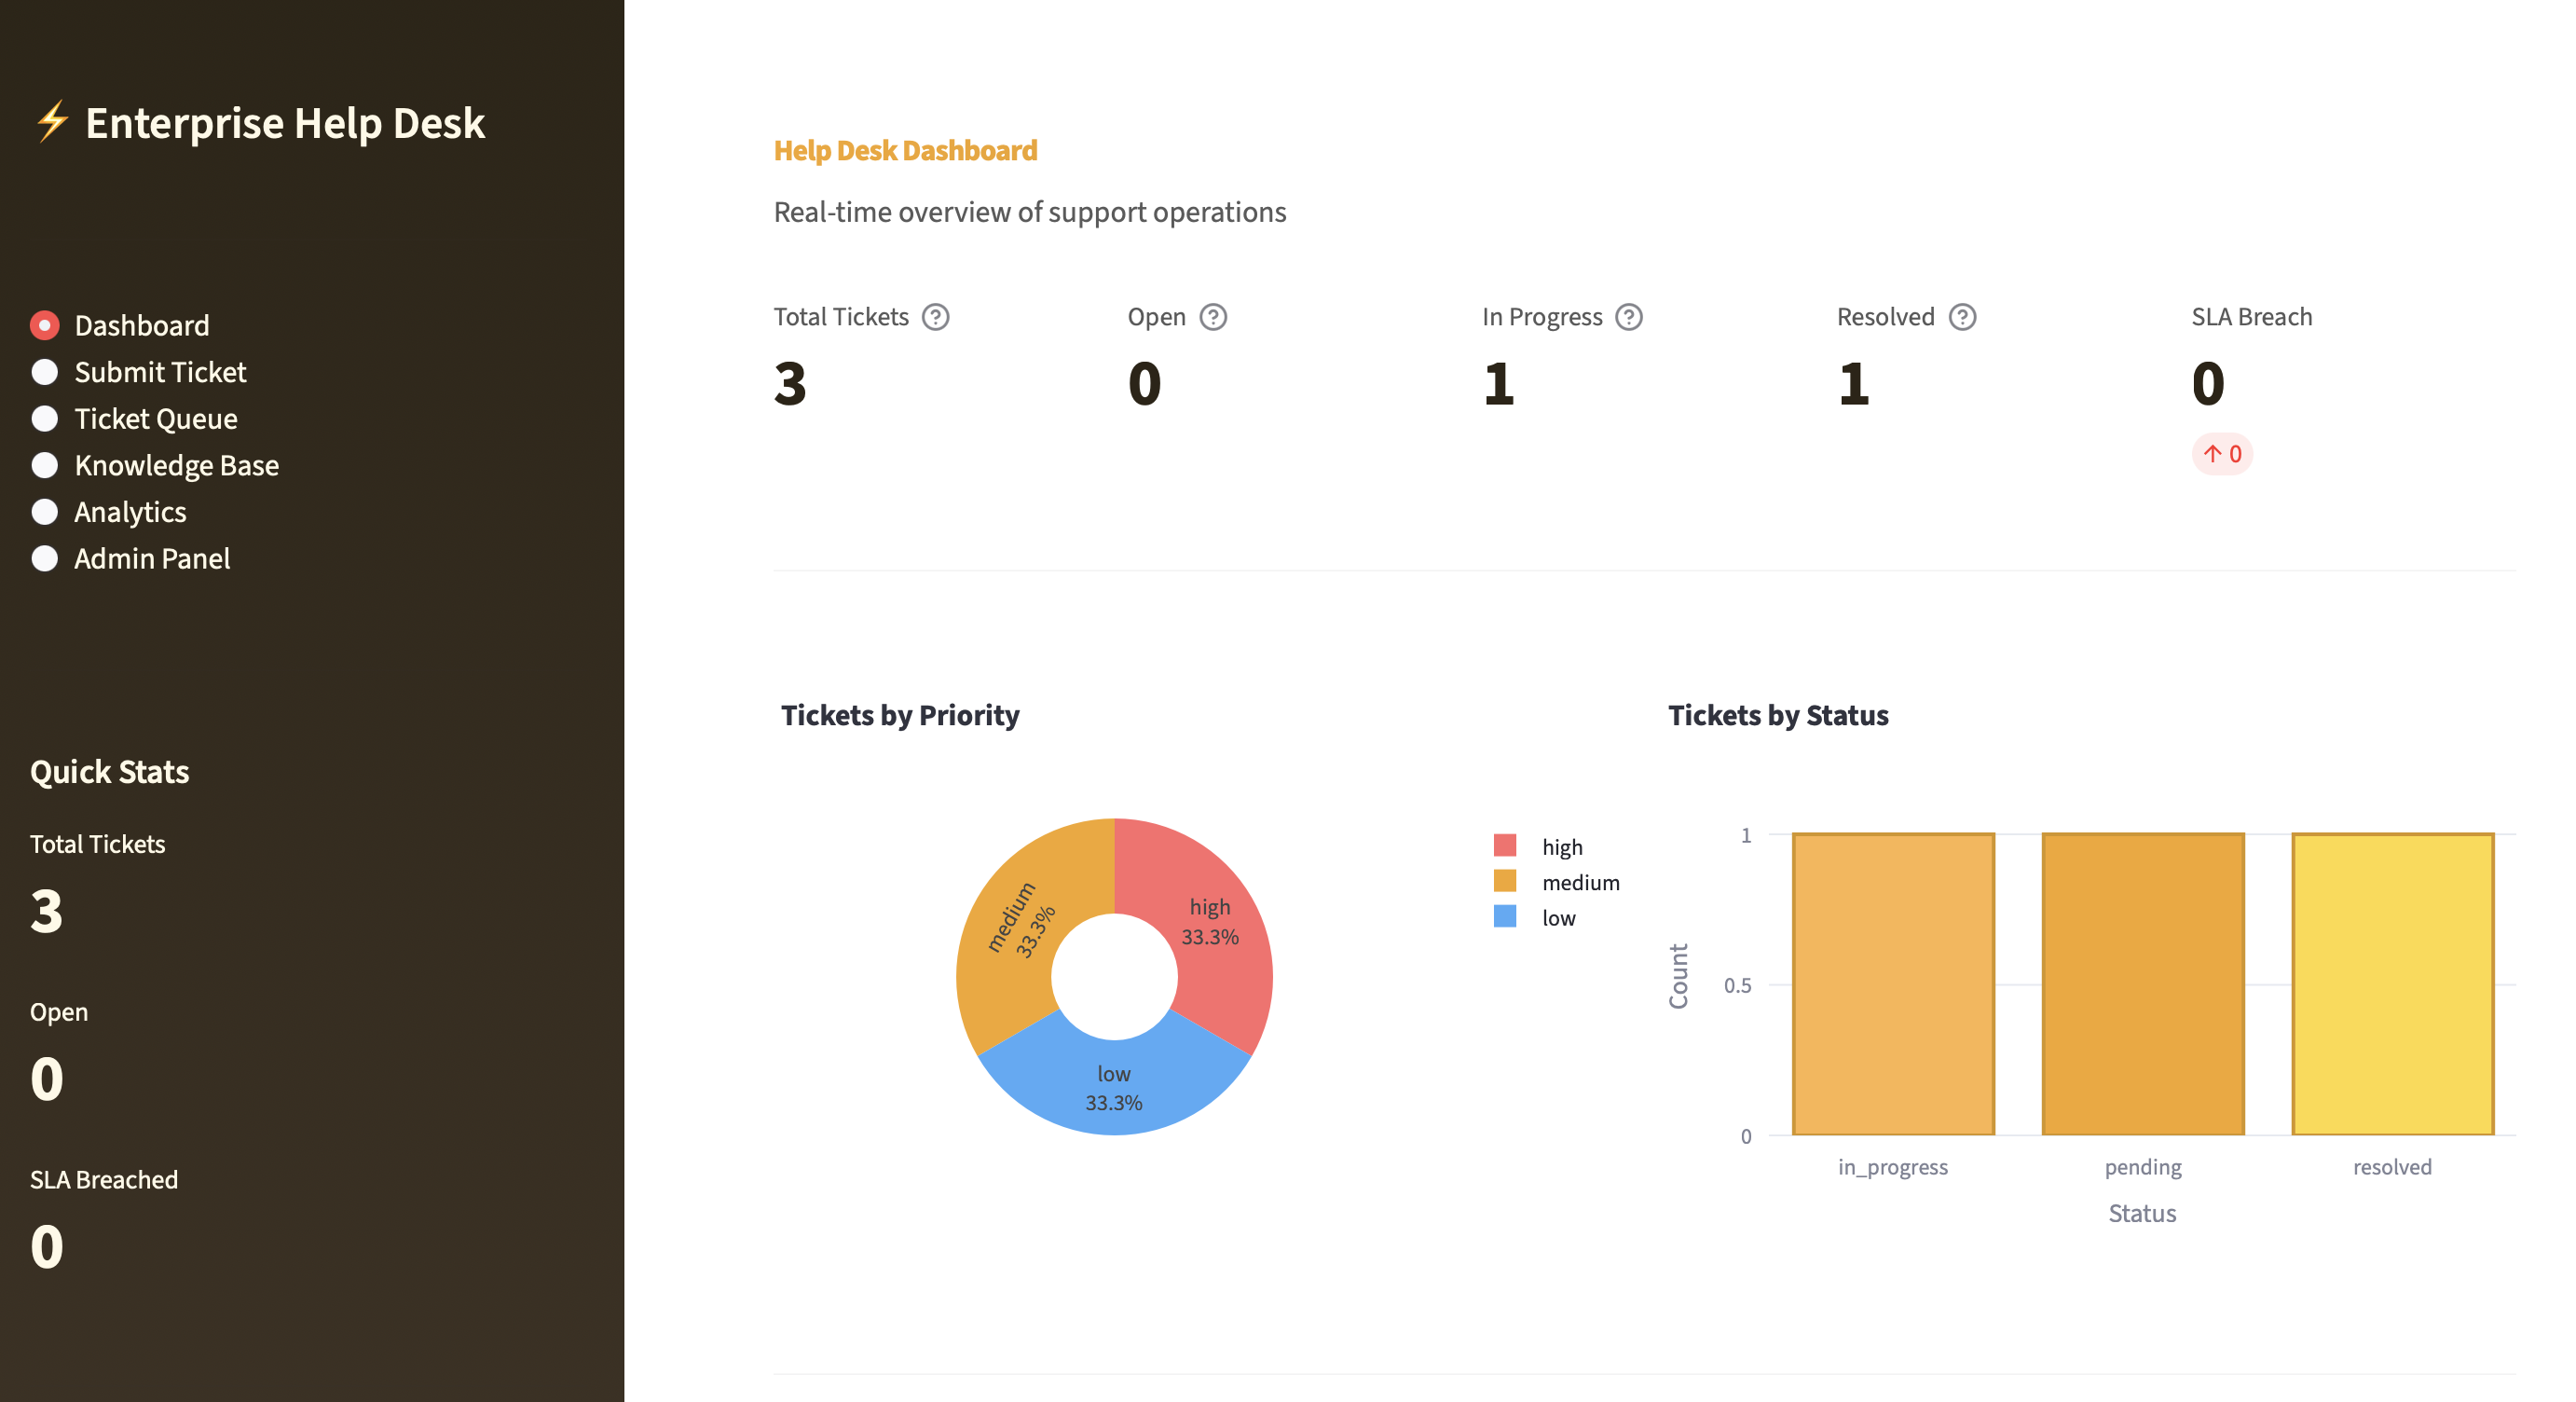 ⚡ Enterprise Help Desk
Dashboard
Submit Ticket
Ticket Queue
Knowledge Base
Analytics
Admin Panel
Quick Stats
Total Tickets
3
Open
0
SLA Breached
0
Help Desk Dashboard
Real-time overview of support operations
Total Tickets ?
3
Open ?
0
In Progress ?
1
Resolved ?
1
SLA Breach
0
↑ 0
Tickets by Priority
medium
33.3%
high
33.3%
low
33.3%
high
medium
low
Tickets by Status
Count
1
0.5
0
in_progress
pending
resolved
Status